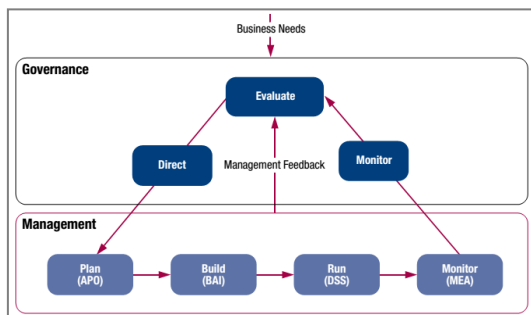 Business Needs
Governance
Evaluate
Direct
Management Feedback
Monitor
Management
Plan
(APO)
Build
(BAI)
Run
(DSS)
Monitor
(MEA)